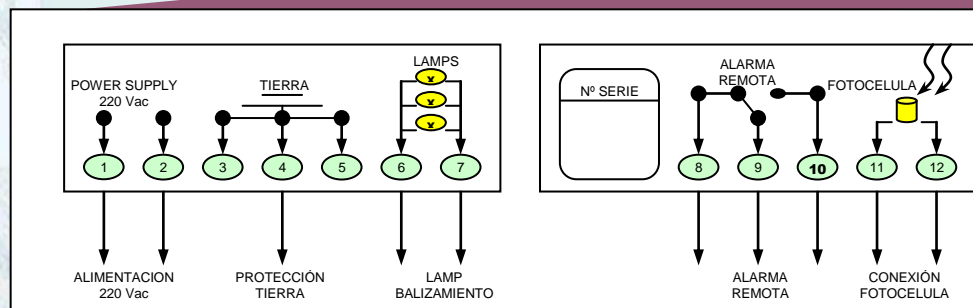 POWER SUPPLY
220 Vac
TIERRA
LAMPS
x
x
x
1
2
3
4
5
6
7
ALIMENTACION
220 Vac
PROTECCIÓN
TIERRA
LAMP
BALIZAMIENTO
Nº SERIE
ALARMA
REMOTA
FOTOCELULA
8
9
10
11
12
ALARMA
REMOTA
CONEXIÓN
FOTOCELULA